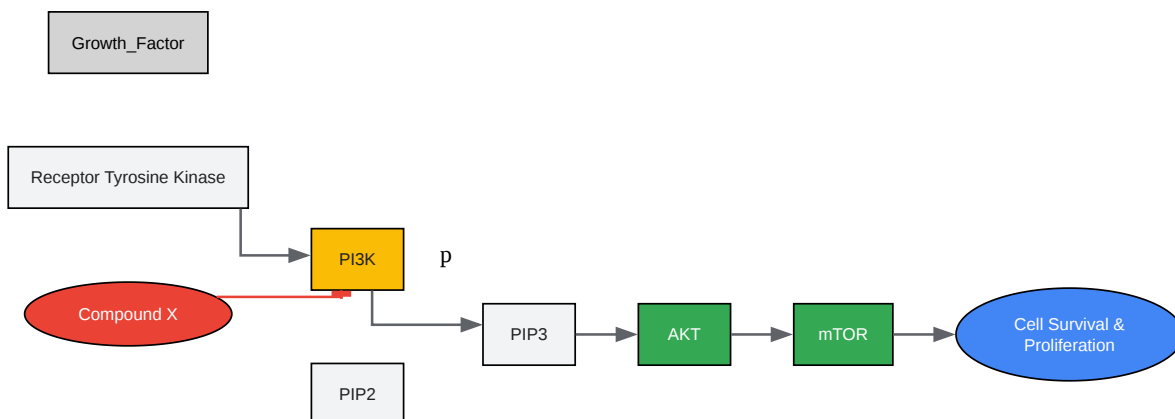 Growth_Factor
Receptor Tyrosine Kinase
PI3K
p
Compound X
PIP3
AKT
mTOR
Cell Survival &
Proliferation
PIP2